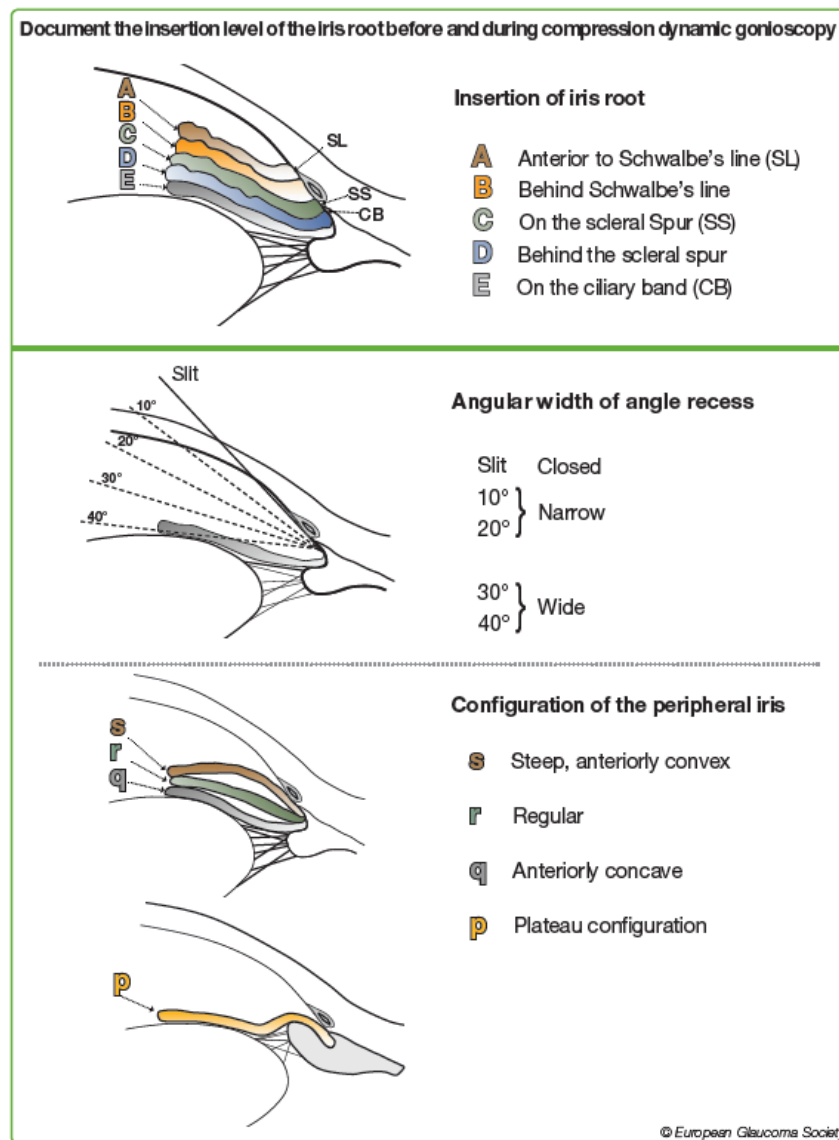 Document the insertion level of the iris root before and during compression dynamic gonioscopy
A
B
C
D
E
SL
SS
CB
Insertion of iris root
A Anterior to Schwalbe's line (SL)
B Behind Schwalbe's line
C On the scleral Spur (SS)
D Behind the scleral spur
E On the ciliary band (CB)
Slit
10°
20°
30°
40°
Angular width of angle recess
Slit Closed
10°
20°
} Narrow
30°
40°
} Wide
s
r
q
Configuration of the peripheral iris
s Steep, anteriorly convex
r Regular
q Anteriorly concave
p Plateau configuration
p
© European Glaucoma Society